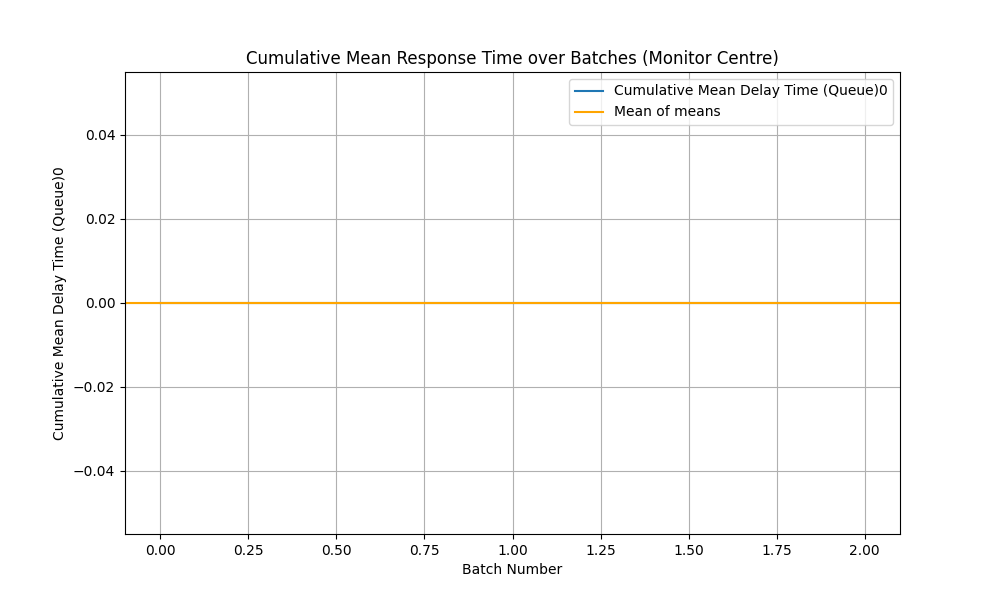 Cumulative Mean Response Time over Batches (Monitor Centre)
Cumulative Mean Delay Time (Queue)0
Mean of means
Cumulative Mean Delay Time (Queue)0
0.04
0.02
0.00
−0.02
−0.04
0.00 0.25 0.50 0.75 1.00 1.25 1.50 1.75 2.00
Batch Number